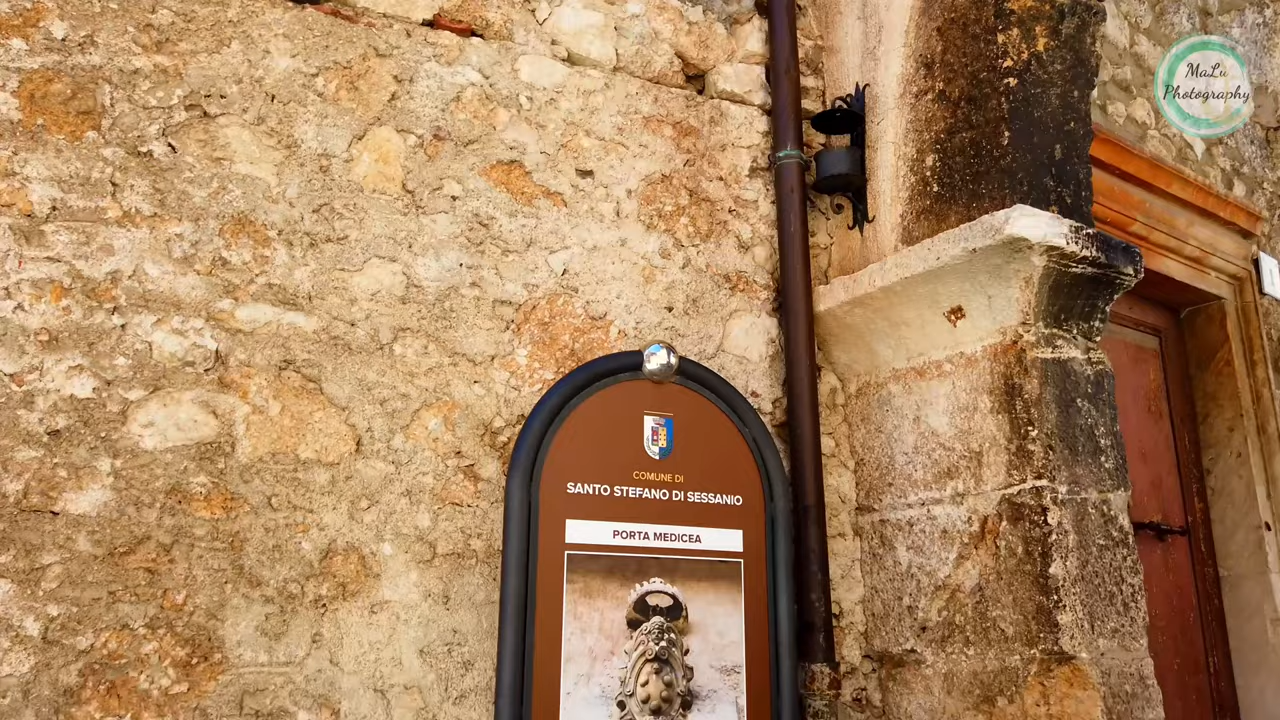 MaLu
Photography
COMUNE DI
SANTO STEFANO DI SESSANIO
PORTA MEDICEA